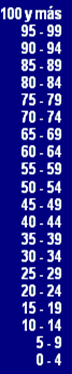 100 y más
95 - 99
90 - 94
85 - 89
80 - 84
75 - 79
70 - 74
65 - 69
60 - 64
55 - 59
50 - 54
45 - 49
40 - 44
35 - 39
30 - 34
25 - 29
20 - 24
15 - 19
10 - 14
5 - 9
0 - 4